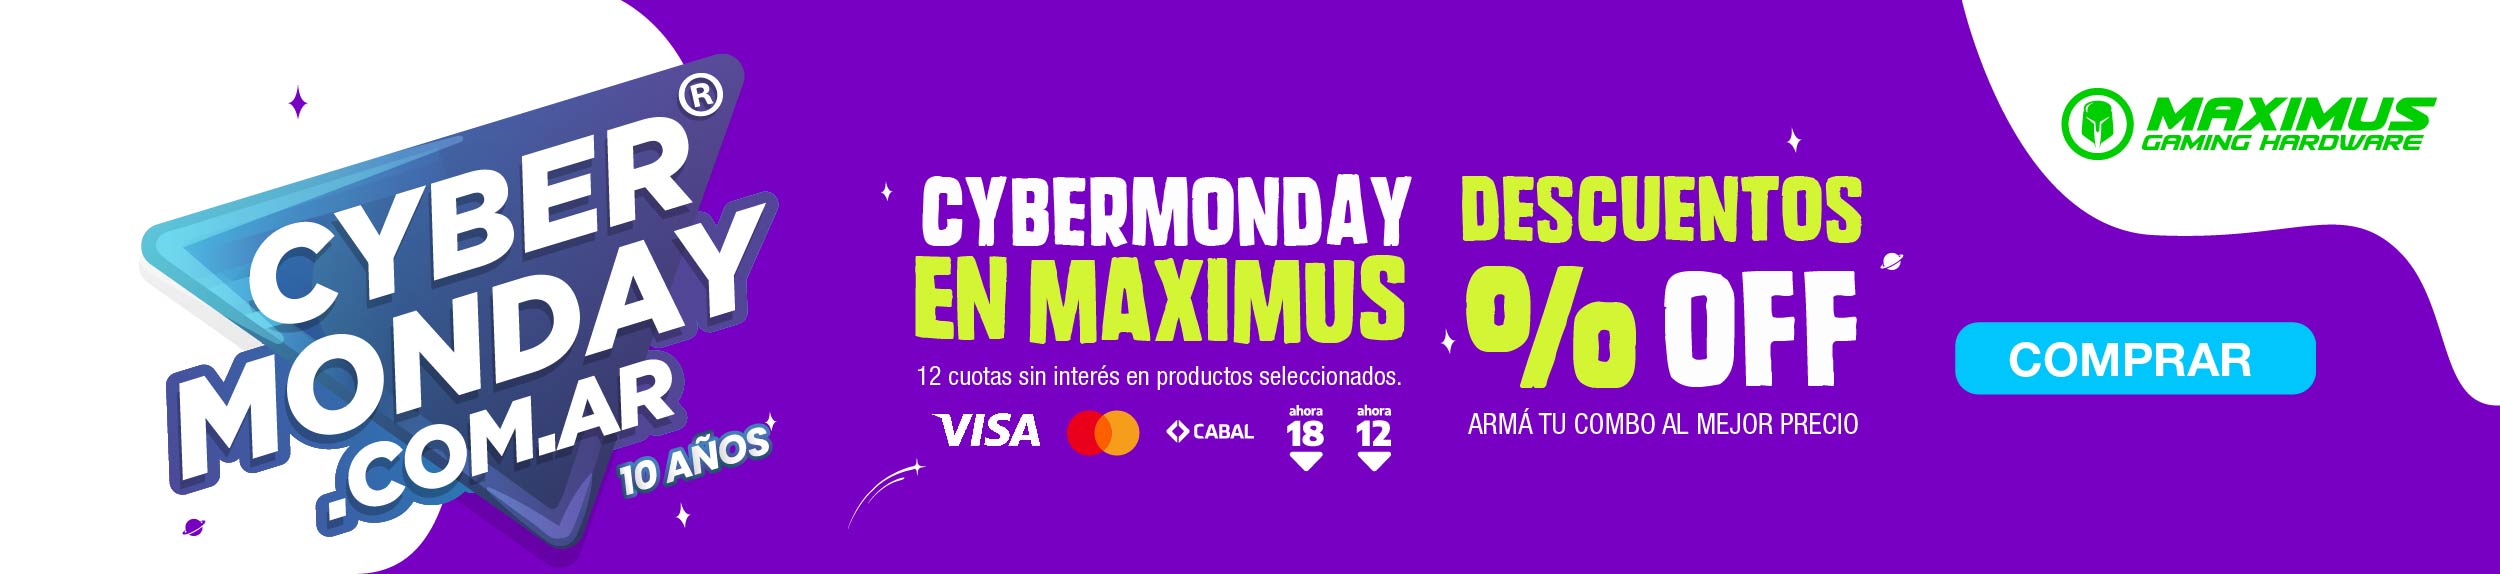 CYBER®
MONDAY
.COM.AR
10 AÑOS
CYBERMONDAY
EN MAXIMUS
12 cuotas sin interés en productos seleccionados.
VISA
CABAL
ahora
18
ahora
12
DESCUENTOS
% OFF
ARMÁ TU COMBO AL MEJOR PRECIO
MAXIMUS
GAMING HARDWARE
COMPRAR